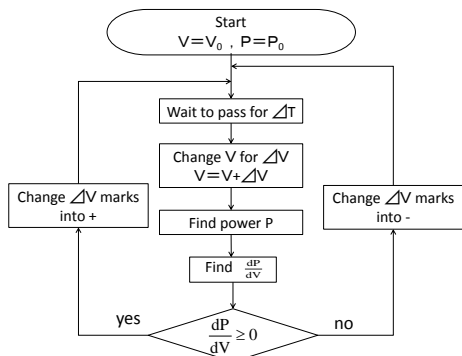 Start
V=V₀ , P=P₀
Wait to pass for ⊿T
Change V for ⊿V
V=V+⊿V
Change ⊿V marks
into +
Change ⊿V marks
into -
Find power P
Find dP/dV
yes
no
dP/dV ≥ 0